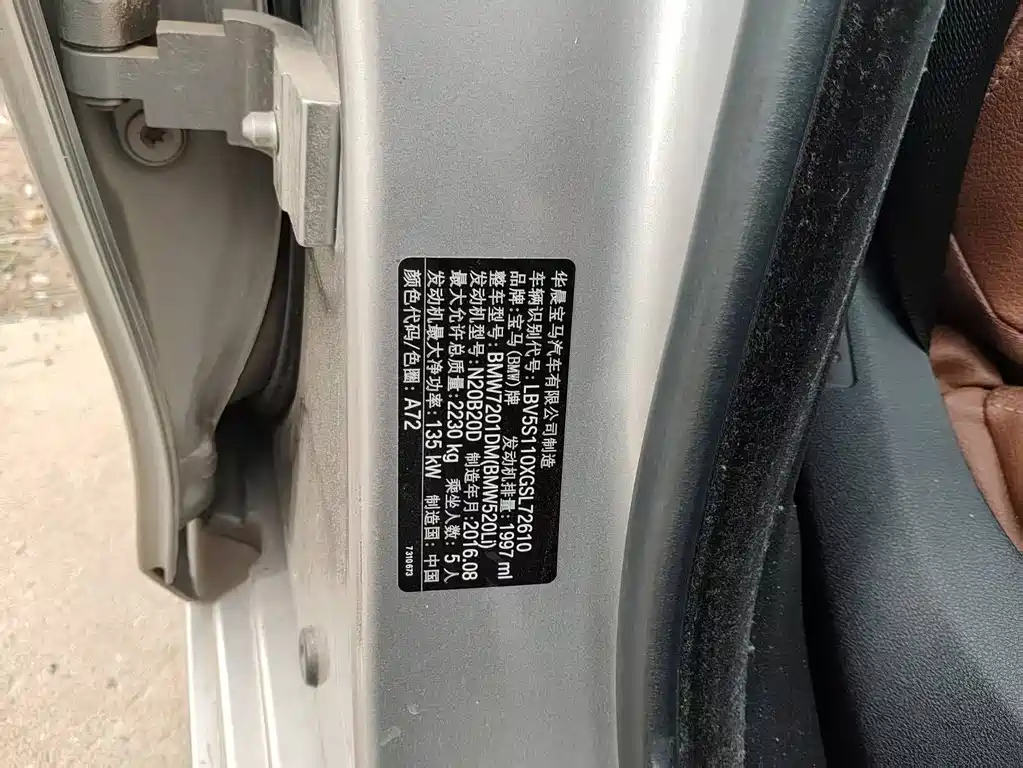 华晨宝马汽车有限公司制造
车辆识别代号: LBV5S110XGSL72610
品牌:宝马(BMW)牌 发动机排量: 1997 ml
整车型号: BMW7201DM(BMW520Li)
发动机型号:N20B20D 制造年月:2016.08
最大允许总质量: 2230 kg 乘坐人数: 5 人
发动机最大净功率: 135 kW 制造国: 中国
颜色代码/色圈: A72 7310673